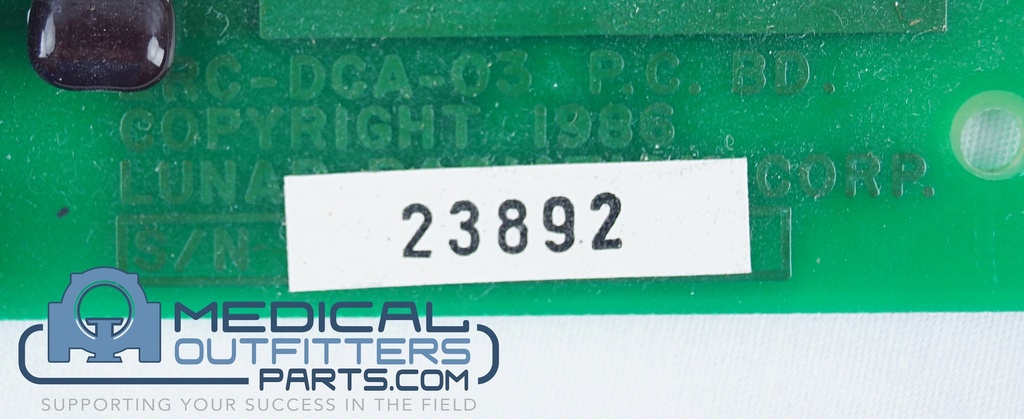 RC-DCA-03 P.C. BD.
COPYRIGHT 1986
LUNAR CORP.
S/N
23892
MEDICAL
OUTFITTERS
PARTS.COM
SUPPORTING YOUR SUCCESS IN THE FIELD